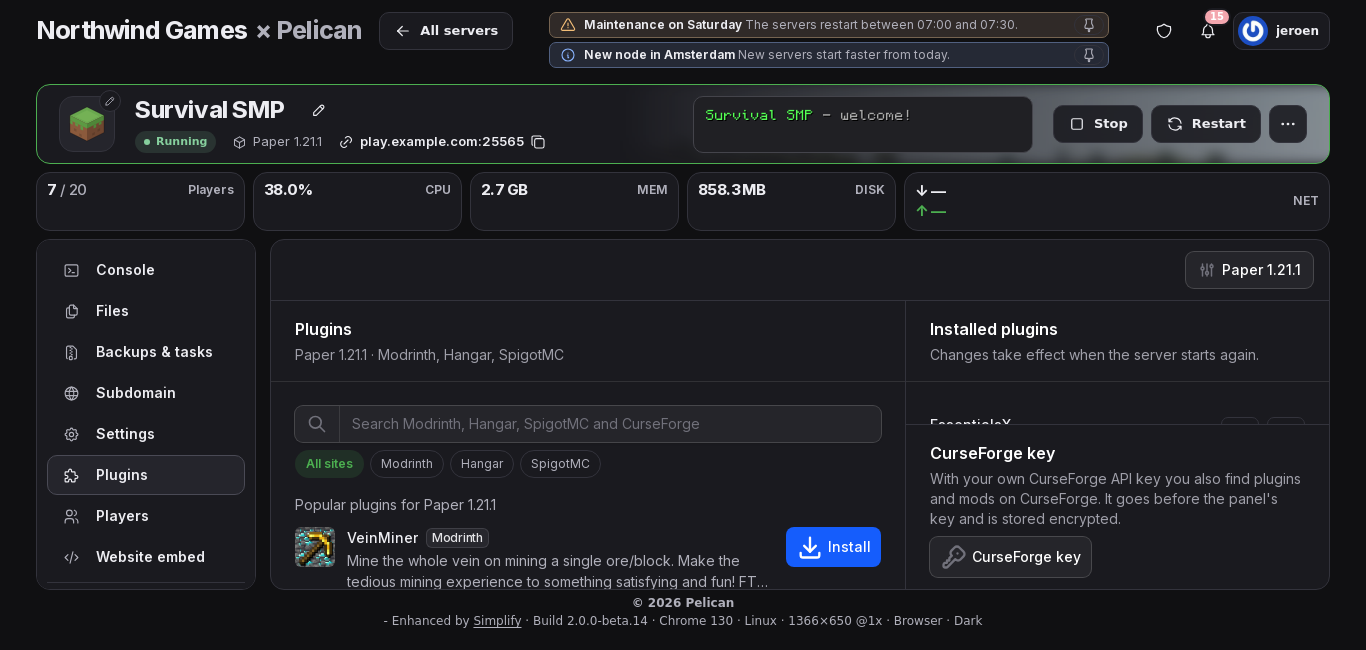 Northwind Games × Pelican
All servers
Maintenance on Saturday The servers restart between 07:00 and 07:30.
New node in Amsterdam New servers start faster from today.
15
jeroen
Survival SMP
Running
Paper 1.21.1
play.example.com:25565
Survival SMP - welcome!
Stop
Restart
7 / 20
Players
38.0%
CPU
2.7 GB
MEM
858.3 MB
DISK
↓ —
↑ —
NET
Console
Files
Backups & tasks
Subdomain
Settings
Plugins
Players
Website embed
Paper 1.21.1
Plugins
Paper 1.21.1 · Modrinth, Hangar, SpigotMC
Search Modrinth, Hangar, SpigotMC and CurseForge
All sites
Modrinth
Hangar
SpigotMC
Popular plugins for Paper 1.21.1
VeinMiner
Modrinth
Mine the whole vein on mining a single ore/block. Make the
tedious mining experience to something satisfying and fun! FT…
Install
Installed plugins
Changes take effect when the server starts again.
EssentialsX
CurseForge key
With your own CurseForge API key you also find plugins
and mods on CurseForge. It goes before the panel's
key and is stored encrypted.
CurseForge key
© 2026 Pelican
- Enhanced by Simplify · Build 2.0.0-beta.14 · Chrome 130 · Linux · 1366×650 @1x · Browser · Dark